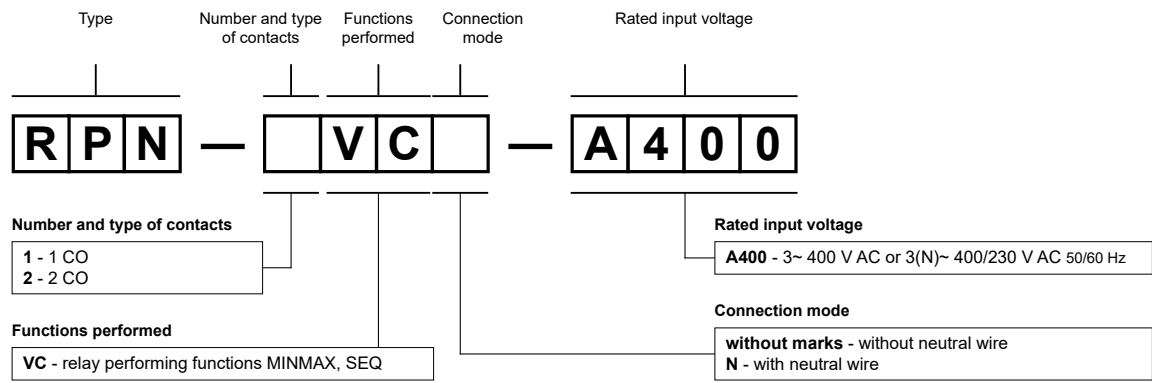 Type
Number and type
of contacts
Functions
performed
Connection
mode
Rated input voltage
R P N — V C — A 4 0 0
Number and type of contacts
1 - 1 CO
2 - 2 CO
Functions performed
VC - relay performing functions MINMAX, SEQ
Rated input voltage
A400 - 3~ 400 V AC or 3(N)~ 400/230 V AC 50/60 Hz
Connection mode
without marks - without neutral wire
N - with neutral wire